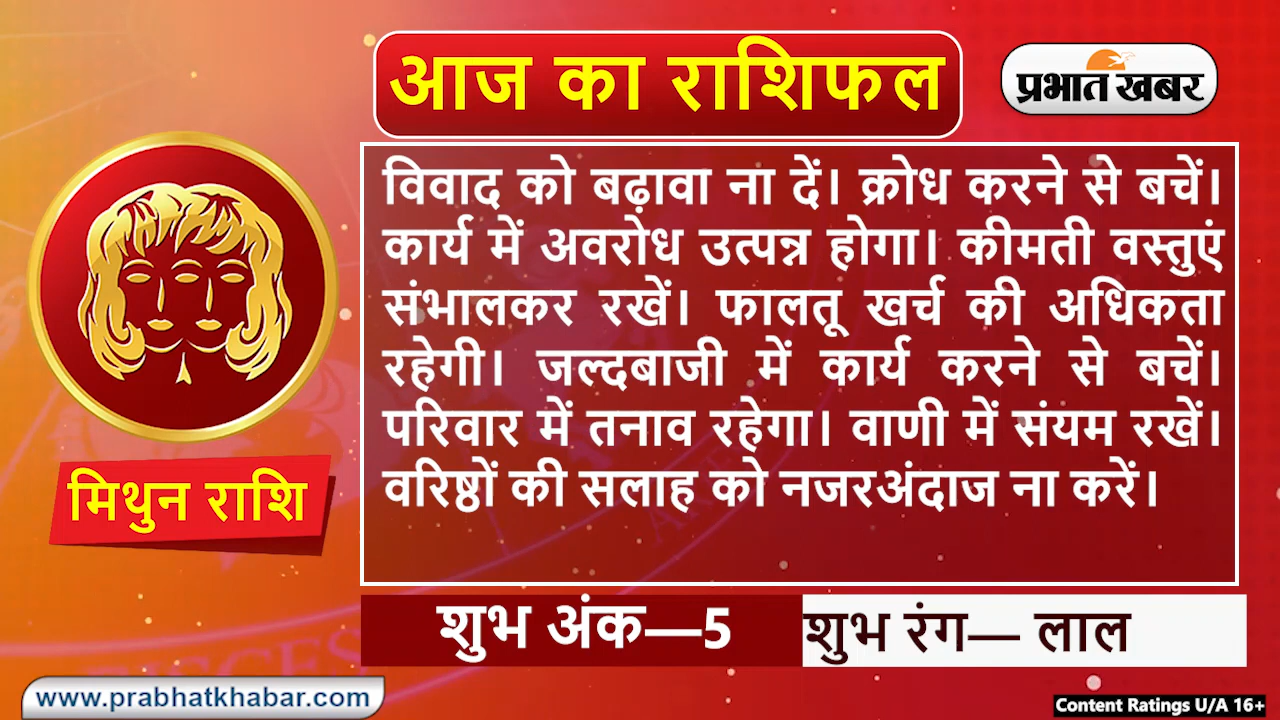 आज का राशिफल
प्रभात खबर
विवाद को बढ़ावा ना दें। क्रोध करने से बचें।
कार्य में अवरोध उत्पन्न होगा। कीमती वस्तुएं
संभालकर रखें। फालतू खर्च की अधिकता
रहेगी। जल्दबाजी में कार्य करने से बचें।
परिवार में तनाव रहेगा। वाणी में संयम रखें।
वरिष्ठों की सलाह को नजरअंदाज ना करें।
मिथुन राशि
शुभ अंक—5
शुभ रंग— लाल
www.prabhatkhabar.com
Content Ratings U/A 16+